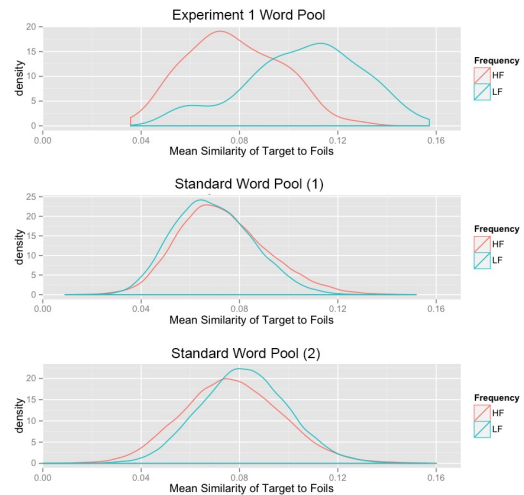 Experiment 1 Word Pool
20
15
10
5
0
density
0.00 0.04 0.08 0.12 0.16
Mean Similarity of Target to Foils
Frequency
HF
LF
Standard Word Pool (1)
25
20
15
10
5
0
density
0.00 0.04 0.08 0.12 0.16
Mean Similarity of Target to Foils
Frequency
HF
LF
Standard Word Pool (2)
20
15
10
5
0
density
0.00 0.04 0.08 0.12 0.16
Mean Similarity of Target to Foils
Frequency
HF
LF